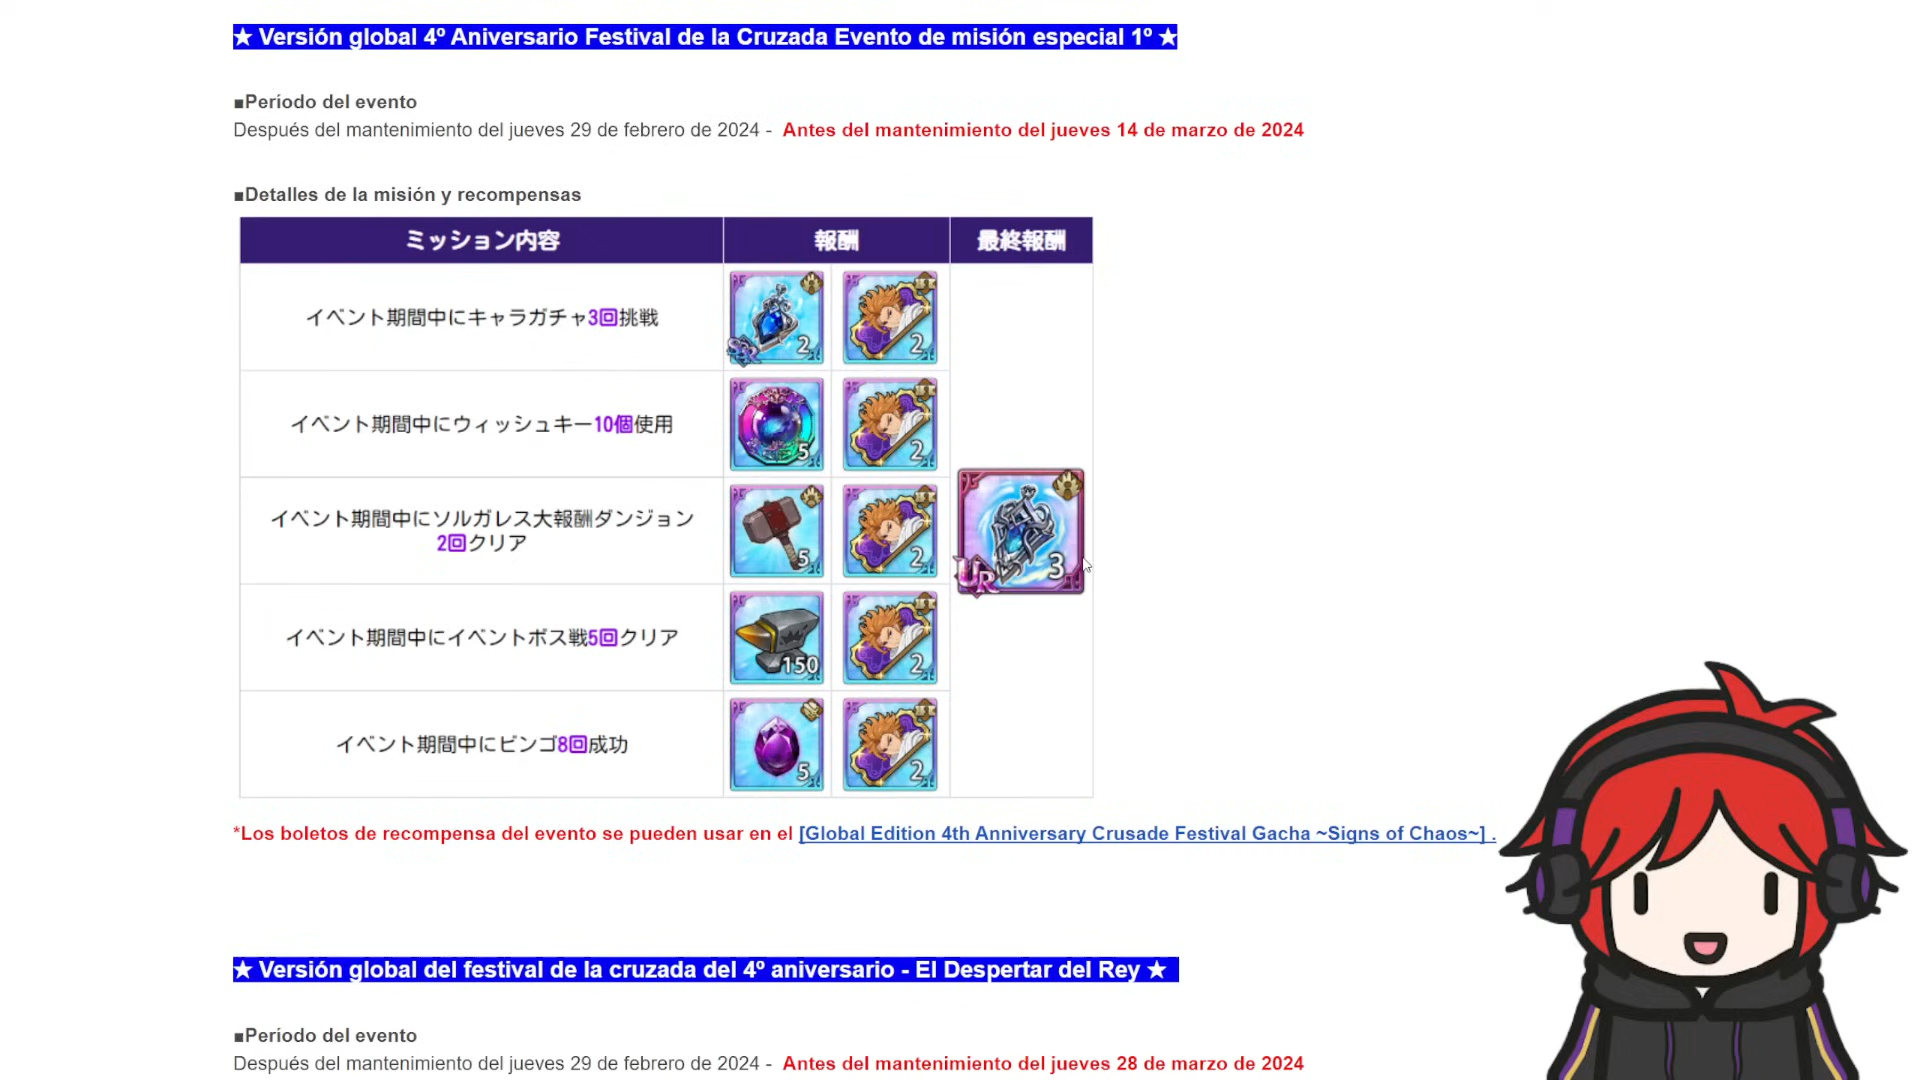 ★ Versión global 4º Aniversario Festival de la Cruzada Evento de misión especial 1º ★
■Período del evento
Después del mantenimiento del jueves 29 de febrero de 2024 - Antes del mantenimiento del jueves 14 de marzo de 2024
■Detalles de la misión y recompensas
ミッション内容 報酬 最終報酬
イベント期間中にキャラガチャ3回挑戦
SSR 2 2
イベント期間中にウィッシュキー10個使用
5 2
イベント期間中にソルガレス大報酬ダンジョン
2回クリア
5 2
UR 3
イベント期間中にイベントボス戦5回クリア
150 2
イベント期間中にビンゴ8回成功
5 2
*Los boletos de recompensa del evento se pueden usar en el [Global Edition 4th Anniversary Crusade Festival Gacha ~Signs of Chaos~] .
★ Versión global del festival de la cruzada del 4º aniversario - El Despertar del Rey ★
■Período del evento
Después del mantenimiento del jueves 29 de febrero de 2024 - Antes del mantenimiento del jueves 28 de marzo de 2024